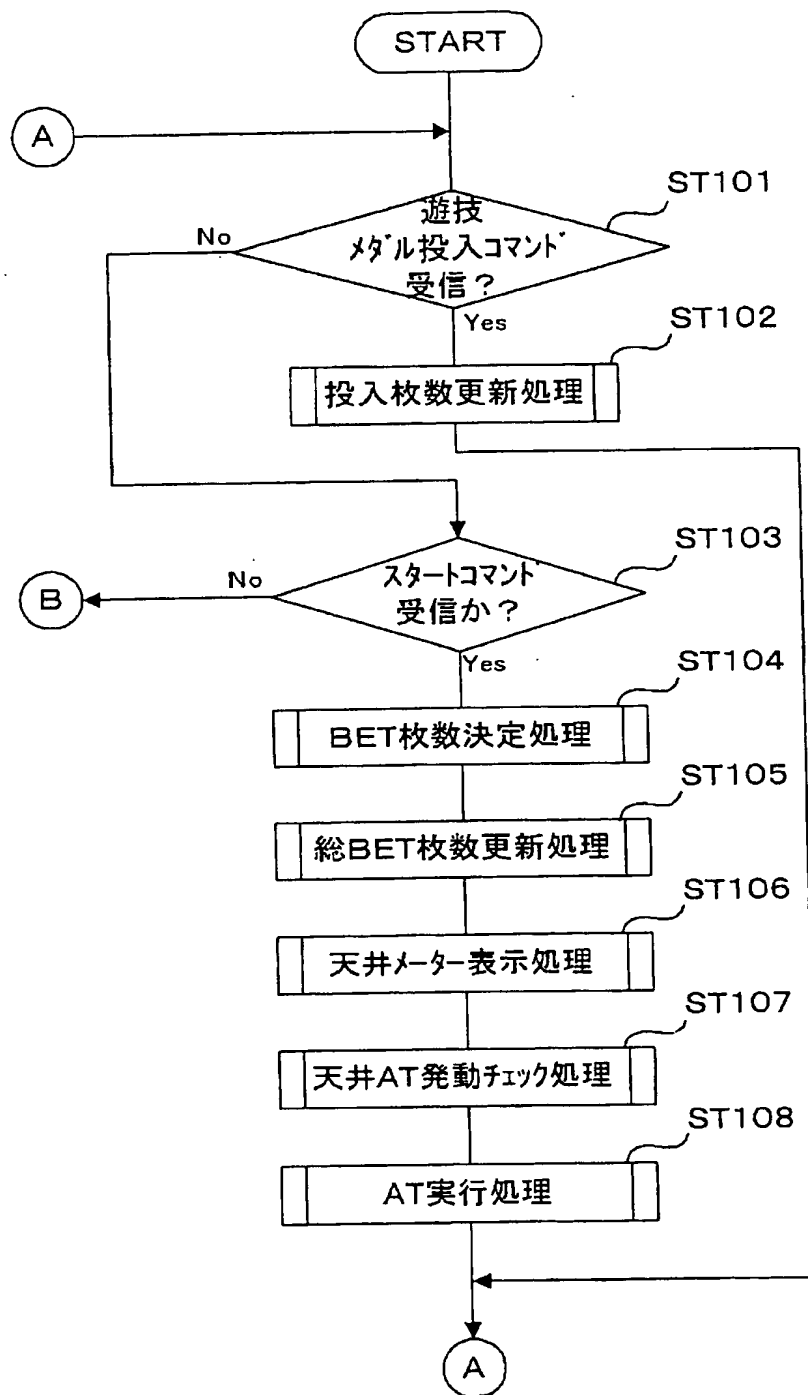 START
A
ST101
遊技
メダル投入コマンド
受信？
No
Yes
ST102
投入枚数更新処理
ST103
スタートコマンド
受信か？
No
B
Yes
ST104
BET枚数決定処理
ST105
総BET枚数更新処理
ST106
天井メーター表示処理
ST107
天井AT発動チェック処理
ST108
AT実行処理
A